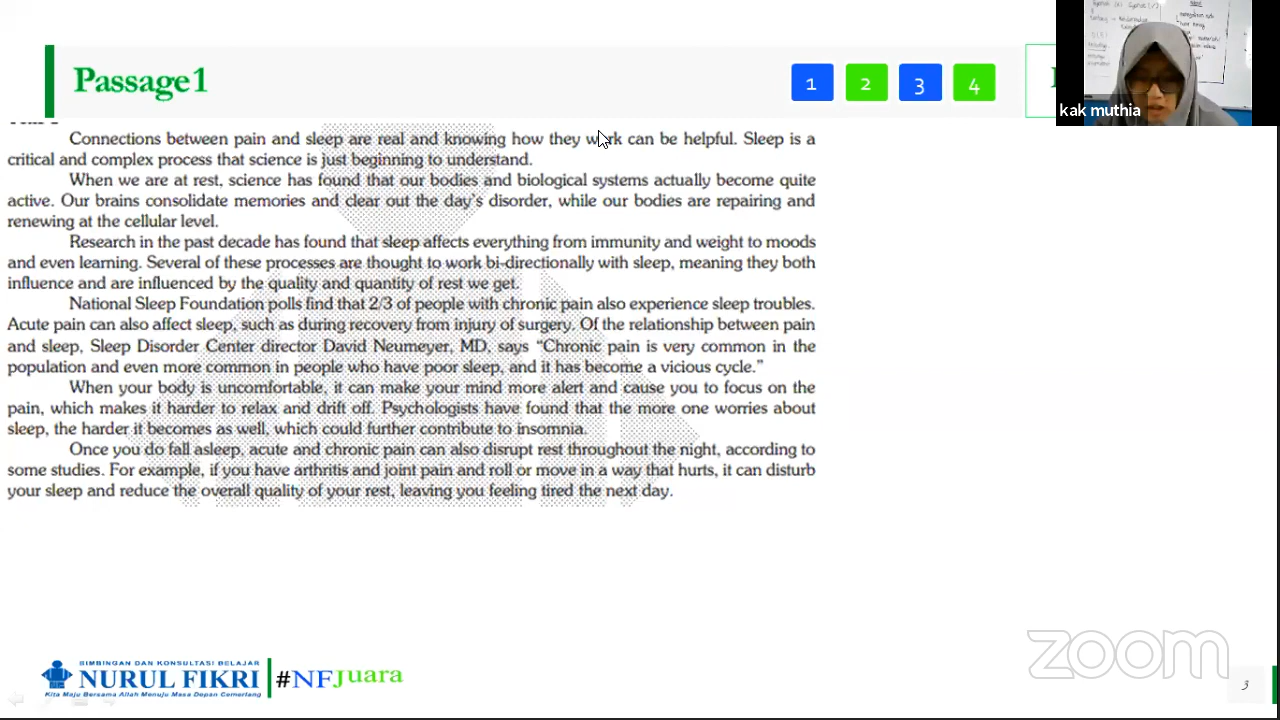 Passage1
1
2
3
4
kak muthia
Connections between pain and sleep are real and knowing how they work can be helpful. Sleep is a
critical and complex process that science is just beginning to understand.
When we are at rest, science has found that our bodies and biological systems actually become quite
active. Our brains consolidate memories and clear out the day's disorder, while our bodies are repairing and
renewing at the cellular level.
Research in the past decade has found that sleep affects everything from immunity and weight to moods
and even learning. Several of these processes are thought to work bi-directionally with sleep, meaning they both
influence and are influenced by the quality and quantity of rest we get.
National Sleep Foundation polls find that 2/3 of people with chronic pain also experience sleep troubles.
Acute pain can also affect sleep, such as during recovery from injury of surgery. Of the relationship between pain
and sleep, Sleep Disorder Center director David Neumeyer, MD, says “Chronic pain is very common in the
population and even more common in people who have poor sleep, and it has become a vicious cycle.”
When your body is uncomfortable, it can make your mind more alert and cause you to focus on the
pain, which makes it harder to relax and drift off. Psychologists have found that the more one worries about
sleep, the harder it becomes as well, which could further contribute to insomnia.
Once you do fall asleep, acute and chronic pain can also disrupt rest throughout the night, according to
some studies. For example, if you have arthritis and joint pain and roll or move in a way that hurts, it can disturb
your sleep and reduce the overall quality of your rest, leaving you feeling tired the next day.
BIMBINGAN DAN KONSULTASI BELAJAR
NURUL FIKRI
Kita Maju Bersama Allah Menuju Masa Depan Cemerlang
#NFJuara
zoom
3